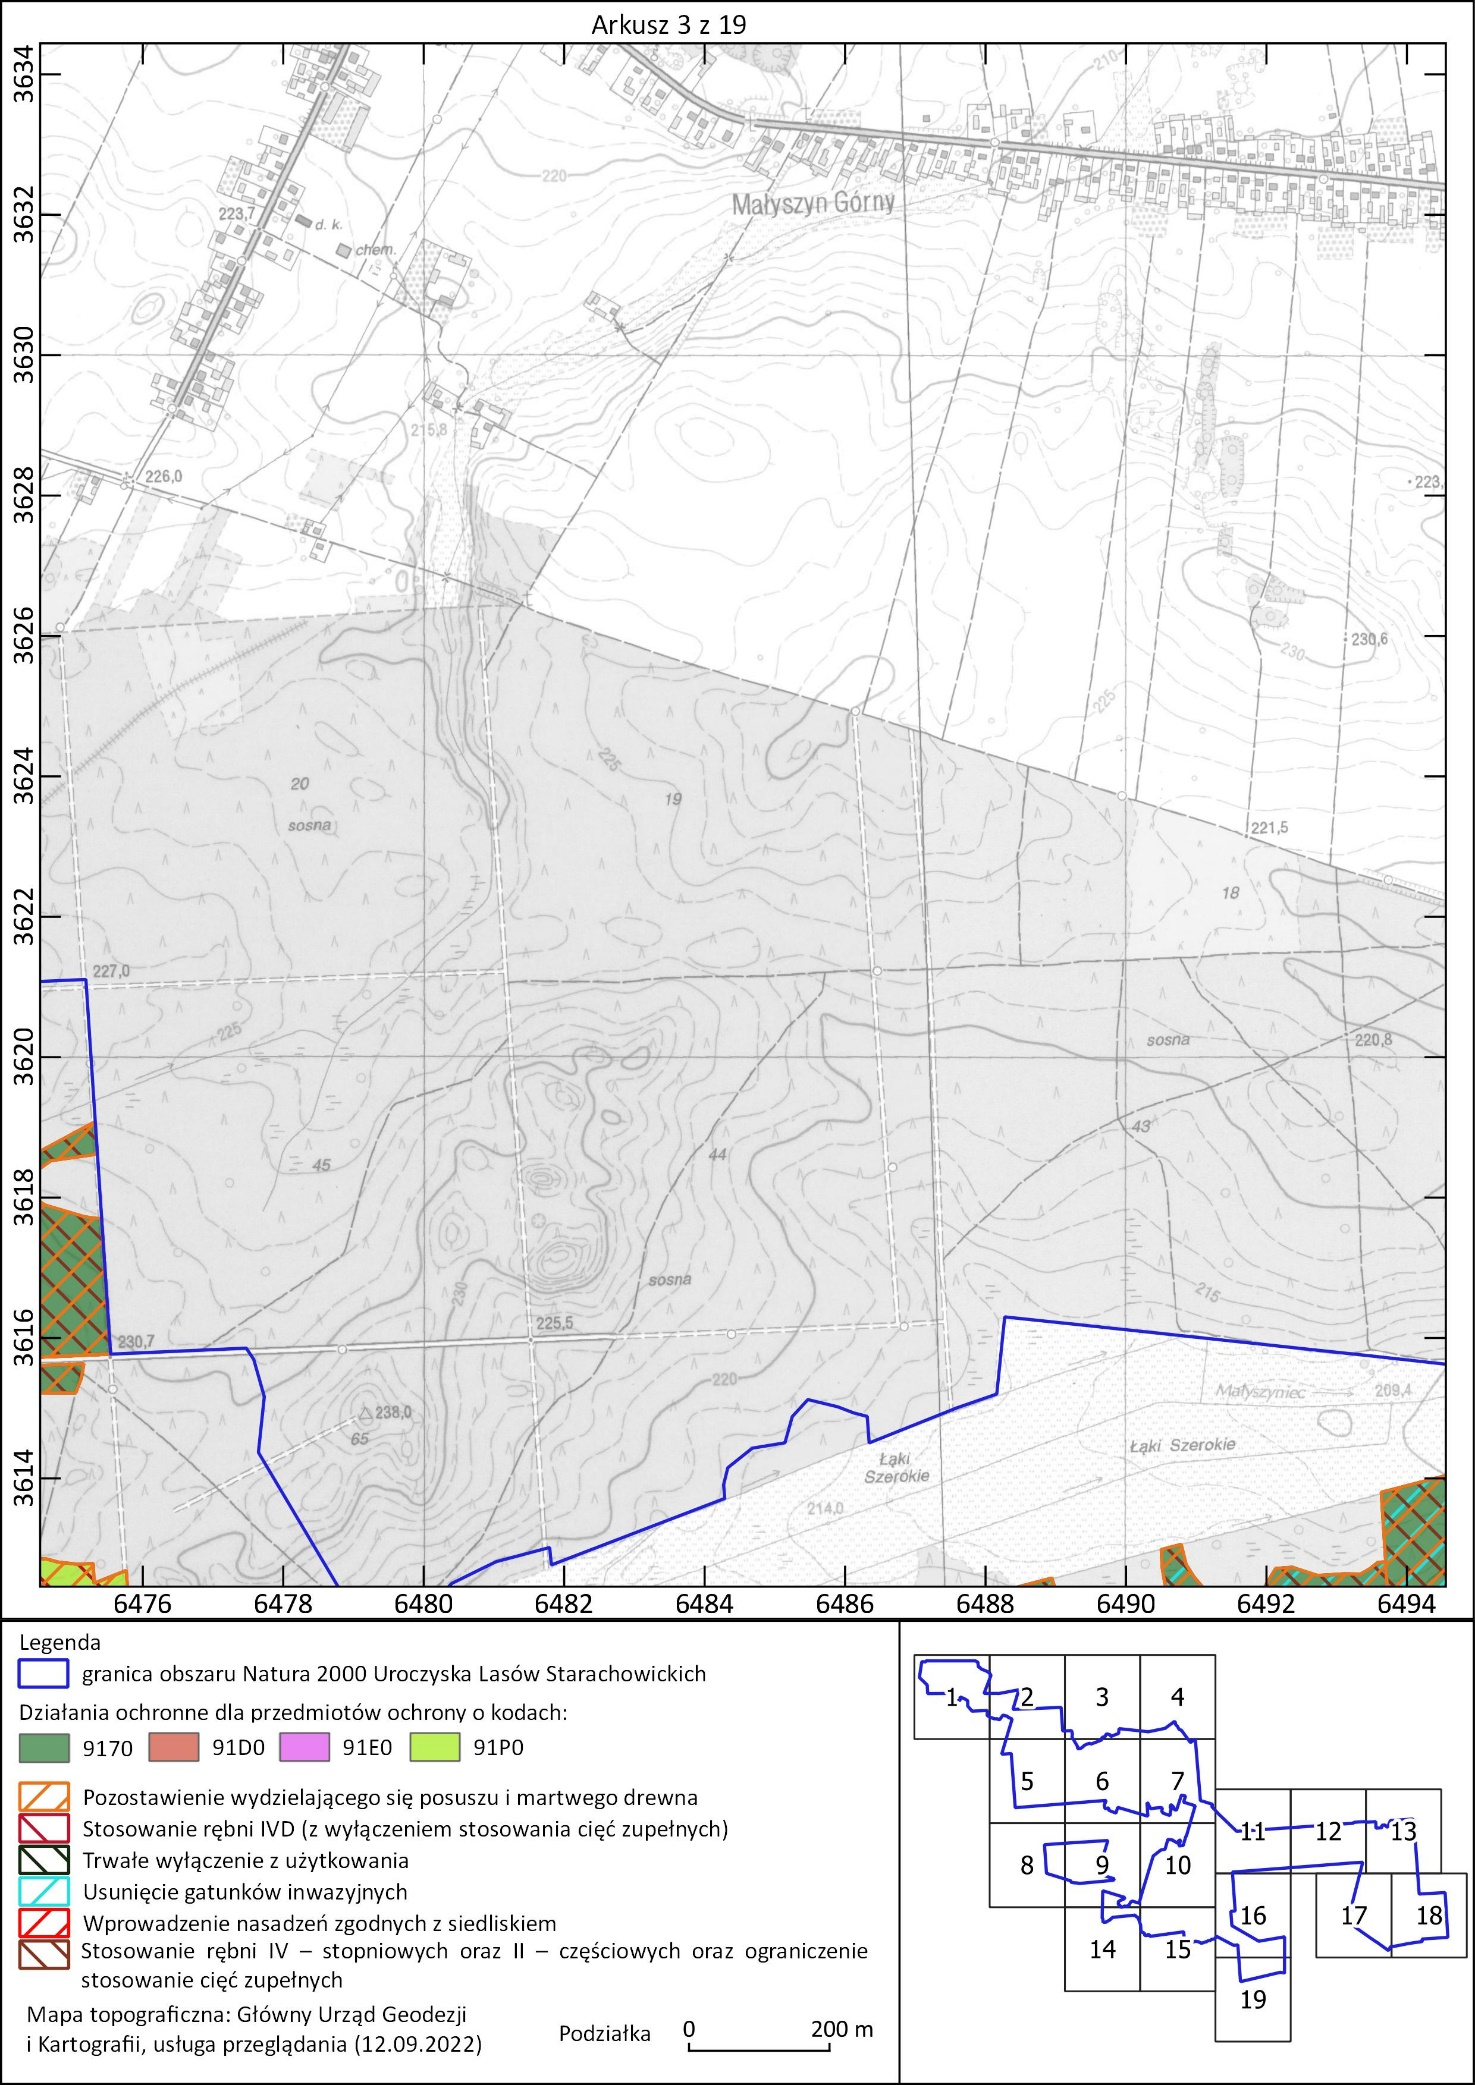 Arkusz 3 z 19
3634
210
220
Małyszyn Górny
3632
223,7
d. k.
chem.
3630
215,8
226,0
3628
223,
3626
230,6
230
225
225
3624
20
19
sosna
221,5
18
3622
227,0
225
3620
sosna
220,8
43
44
45
3618
sosna
230
215
225,5
3616
230,7
220
Małyszyniec
209,4
238,0
65
Łąki Szerokie
Łąki
Szerokie
3614
214,0
6476
6478
6480
6482
6484
6486
6488
6490
6492
6494
Legenda
granica obszaru Natura 2000 Uroczyska Lasów Starachowickich
Działania ochronne dla przedmiotów ochrony o kodach:
9170 91D0 91E0 91P0
Pozostawienie wydzielającego się posuszu i martwego drewna
Stosowanie rębni IVD (z wyłączeniem stosowania cięć zupełnych)
Trwałe wyłączenie z użytkowania
Usunięcie gatunków inwazyjnych
Wprowadzenie nasadzeń zgodnych z siedliskiem
Stosowanie rębni IV – stopniowych oraz II – częściowych oraz ograniczenie
stosowanie cięć zupełnych
Mapa topograficzna: Główny Urząd Geodezji
i Kartografii, usługa przeglądania (12.09.2022)
Podziałka
0 200 m
1 2 3 4
5 6 7
11 12 13
8 9 10
16 17 18
14 15
19